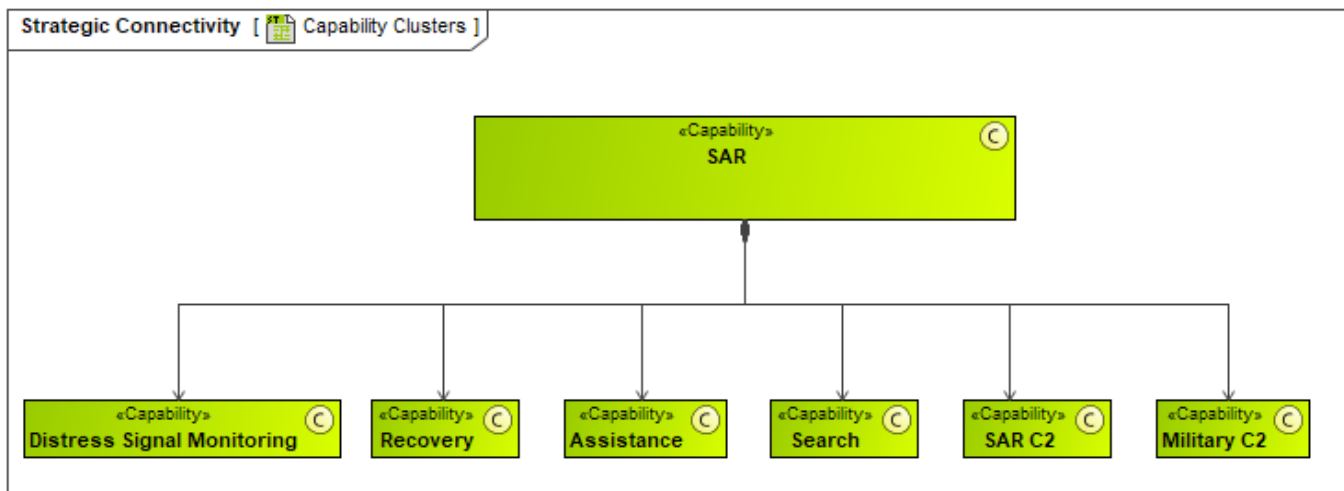 Strategic Connectivity [ ST Capability Clusters ]
«Capability»
C
SAR
«Capability»
C
Distress Signal Monitoring
«Capability»
C
Recovery
«Capability»
C
Assistance
«Capability»
C
Search
«Capability»
C
SAR C2
«Capability»
C
Military C2